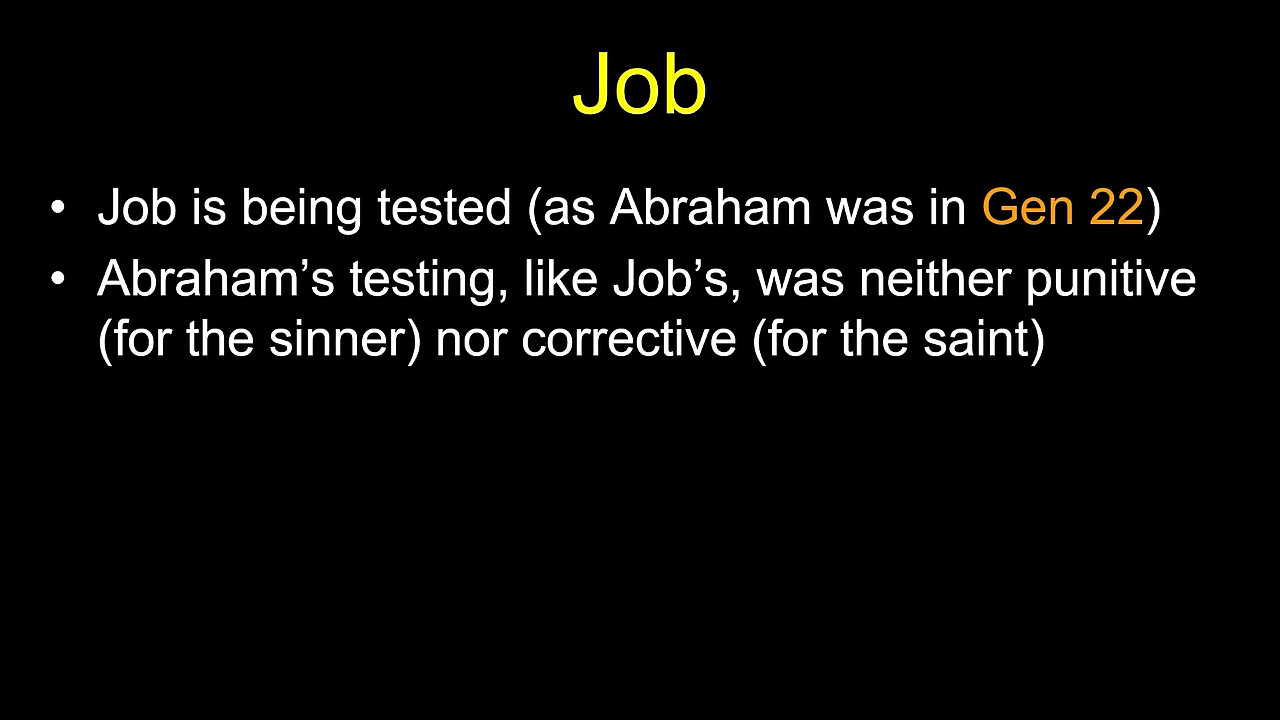 Job
• Job is being tested (as Abraham was in Gen 22)
• Abraham’s testing, like Job’s, was neither punitive
(for the sinner) nor corrective (for the saint)